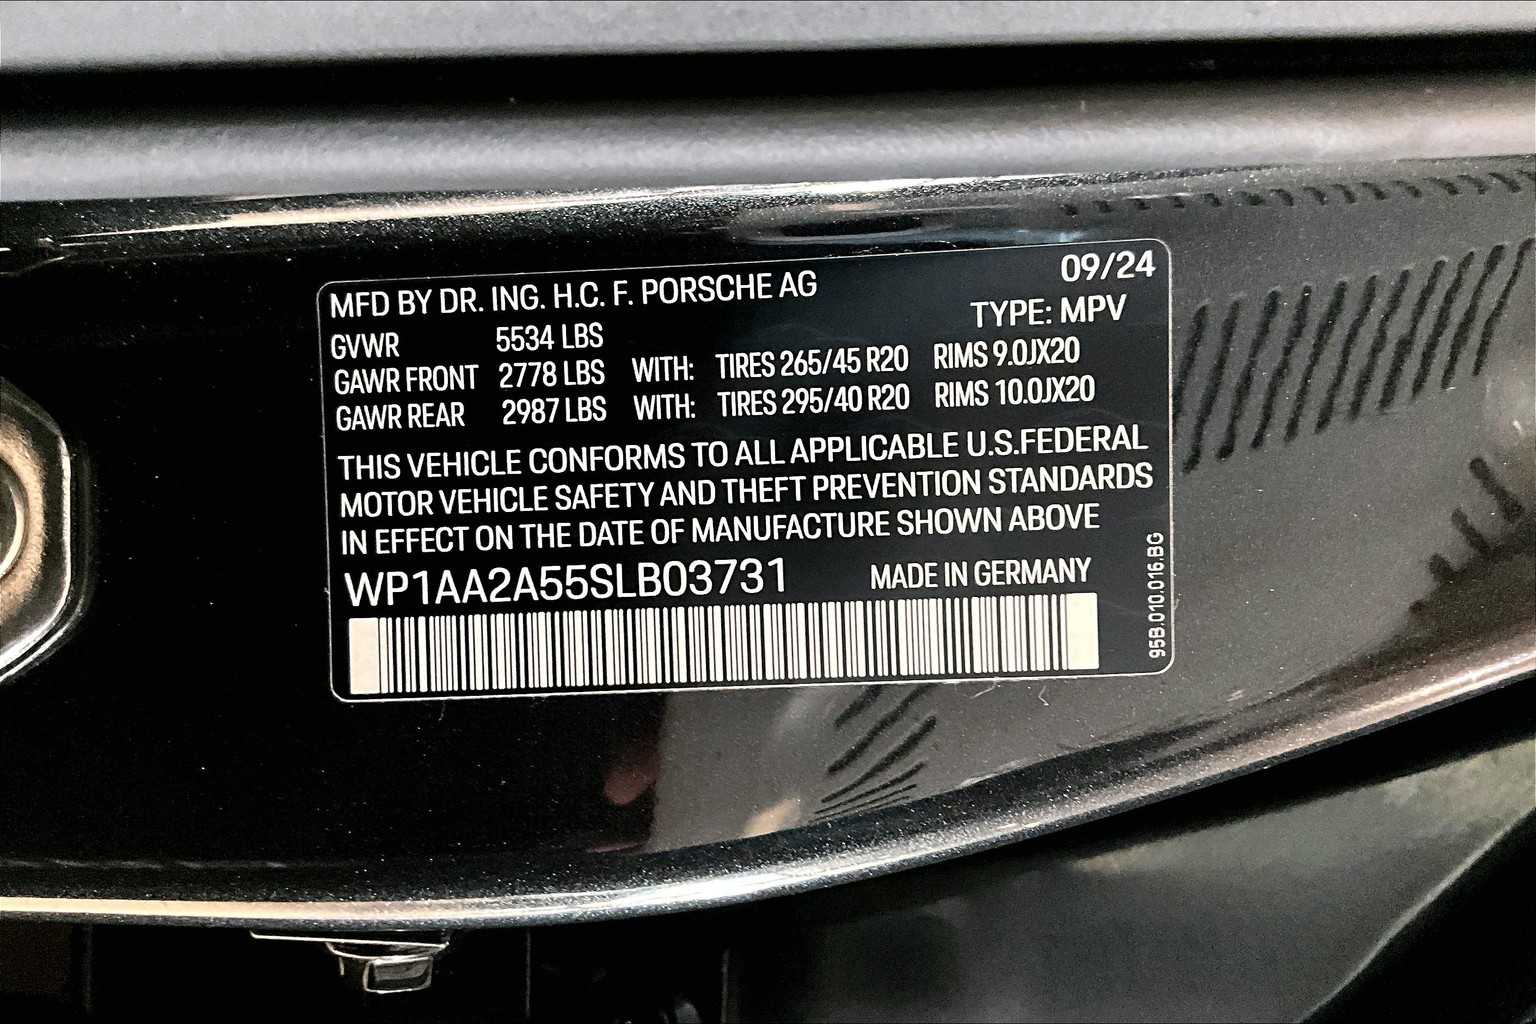 MFD BY DR. ING. H.C. F. PORSCHE AG 09/24
TYPE: MPV
GVWR 5534 LBS
GAWR FRONT 2778 LBS WITH: TIRES 265/45 R20 RIMS 9.0JX20
GAWR REAR 2987 LBS WITH: TIRES 295/40 R20 RIMS 10.0JX20
THIS VEHICLE CONFORMS TO ALL APPLICABLE U.S.FEDERAL
MOTOR VEHICLE SAFETY AND THEFT PREVENTION STANDARDS
IN EFFECT ON THE DATE OF MANUFACTURE SHOWN ABOVE
WP1AA2A55SLB03731 MADE IN GERMANY
95B.010.016.BG